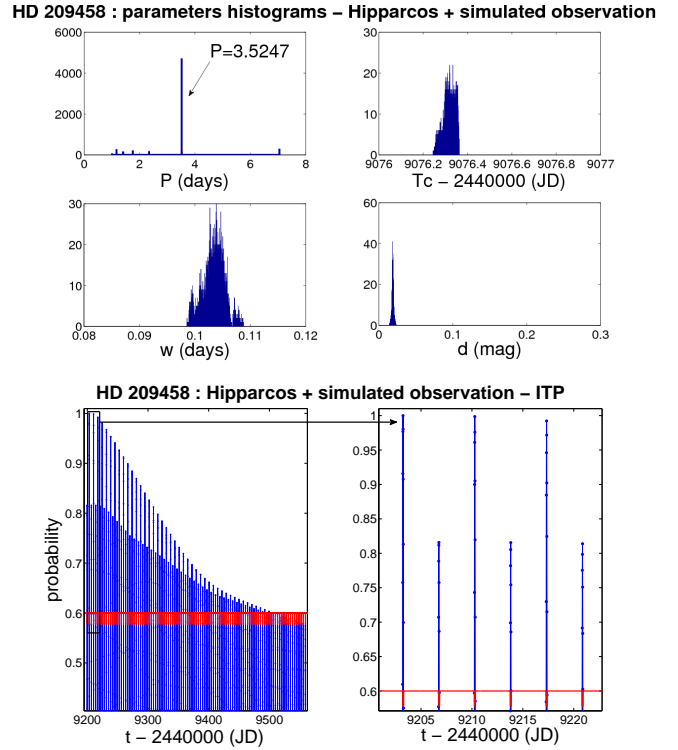 HD 209458 : parameters histograms − Hipparcos + simulated observation
6000
4000
2000
0
P=3.5247
0 2 4 6 8
P (days)
30
20
10
0
9076 9076.2 9076.4 9076.6 9076.8 9077
Tc − 2440000 (JD)
30
20
10
0
0.08 0.09 0.1 0.11 0.12
w (days)
60
40
20
0
0 0.1 0.2 0.3
d (mag)
HD 209458 : Hipparcos + simulated observation − ITP
probability
1
0.9
0.8
0.7
0.6
0.5
9200 9300 9400 9500
t − 2440000 (JD)
1
0.95
0.9
0.85
0.8
0.75
0.7
0.65
0.6
9205 9210 9215 9220
t − 2440000 (JD)